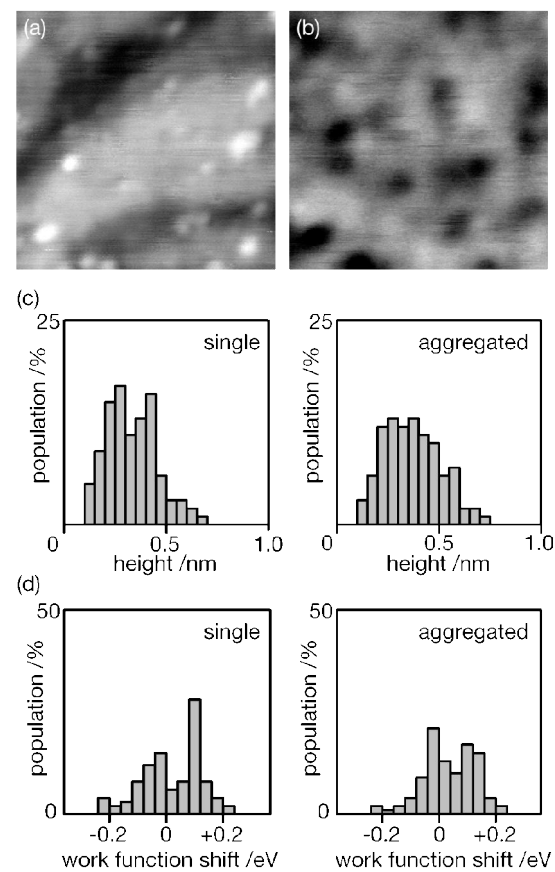 (a)
(b)
(c)
25
single
population /%
0
0.5
1.0
height /nm
25
aggregated
population /%
0
0.5
1.0
height /nm
(d)
50
single
population /%
0
-0.2
0
+0.2
work function shift /eV
50
aggregated
population /%
0
-0.2
0
+0.2
work function shift /eV